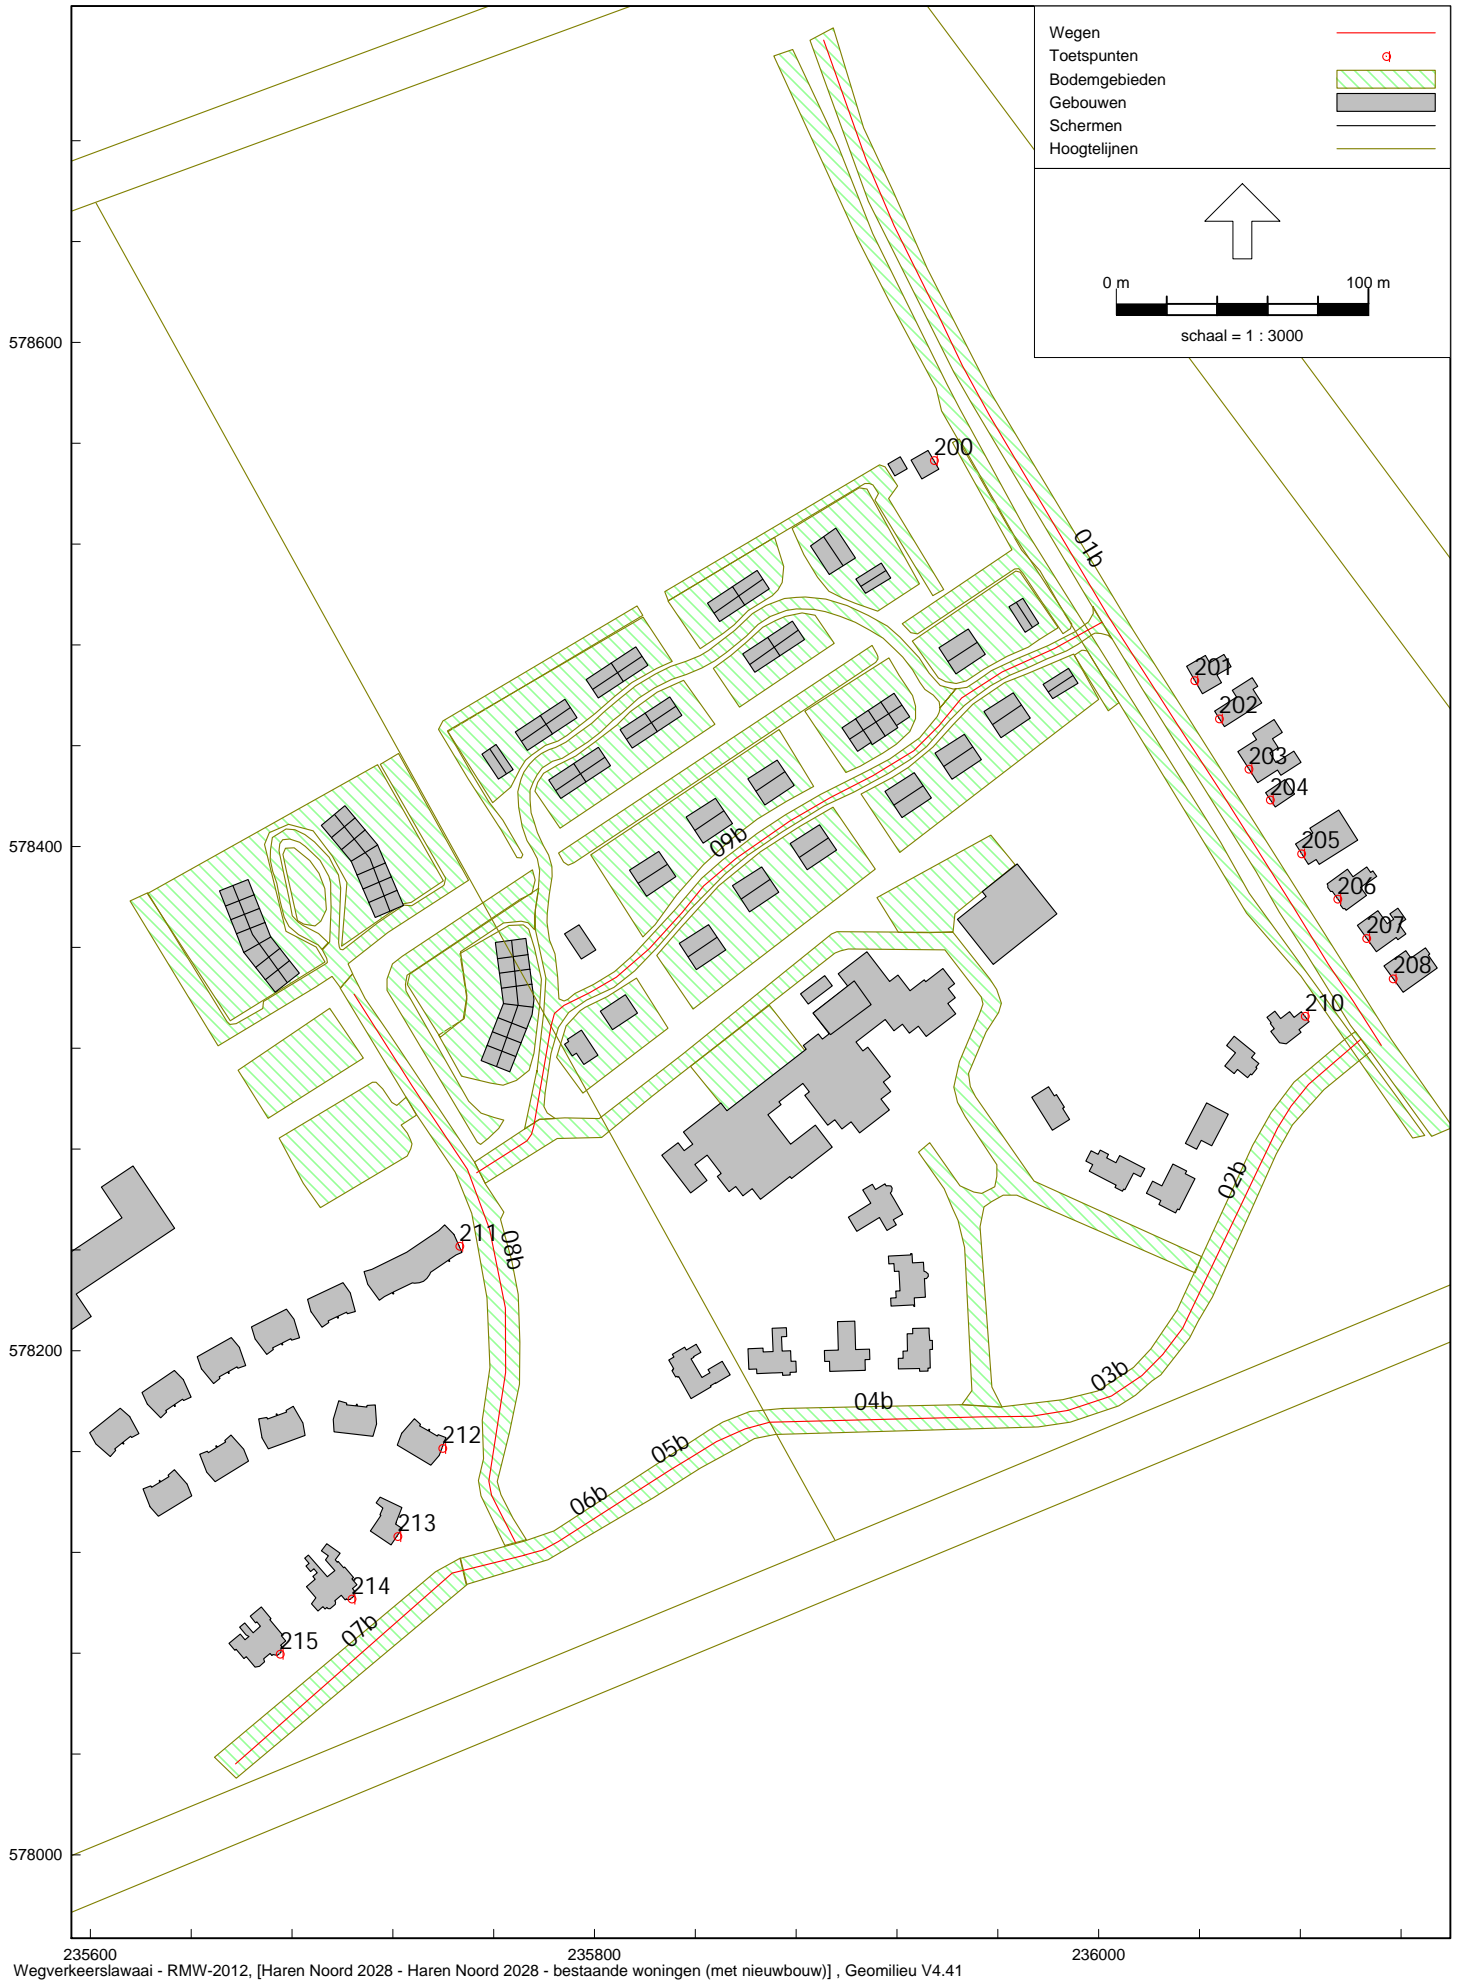 Wegen
Toetspunten
Bodemgebieden
Gebouwen
Schermen
Hoogtelijnen
0 m 100 m
schaal = 1 : 3000
578600
200
01b
201
202
203
204
578400
09b
205
206
207
208
210
02b
211
08b
578200
03b
04b
212
05b
06b
213
214
07b
215
578000
235600 235800 236000
Wegverkeerslawaai - RMW-2012, [Haren Noord 2028 - Haren Noord 2028 - bestaande woningen (met nieuwbouw)] , Geomilieu V4.41